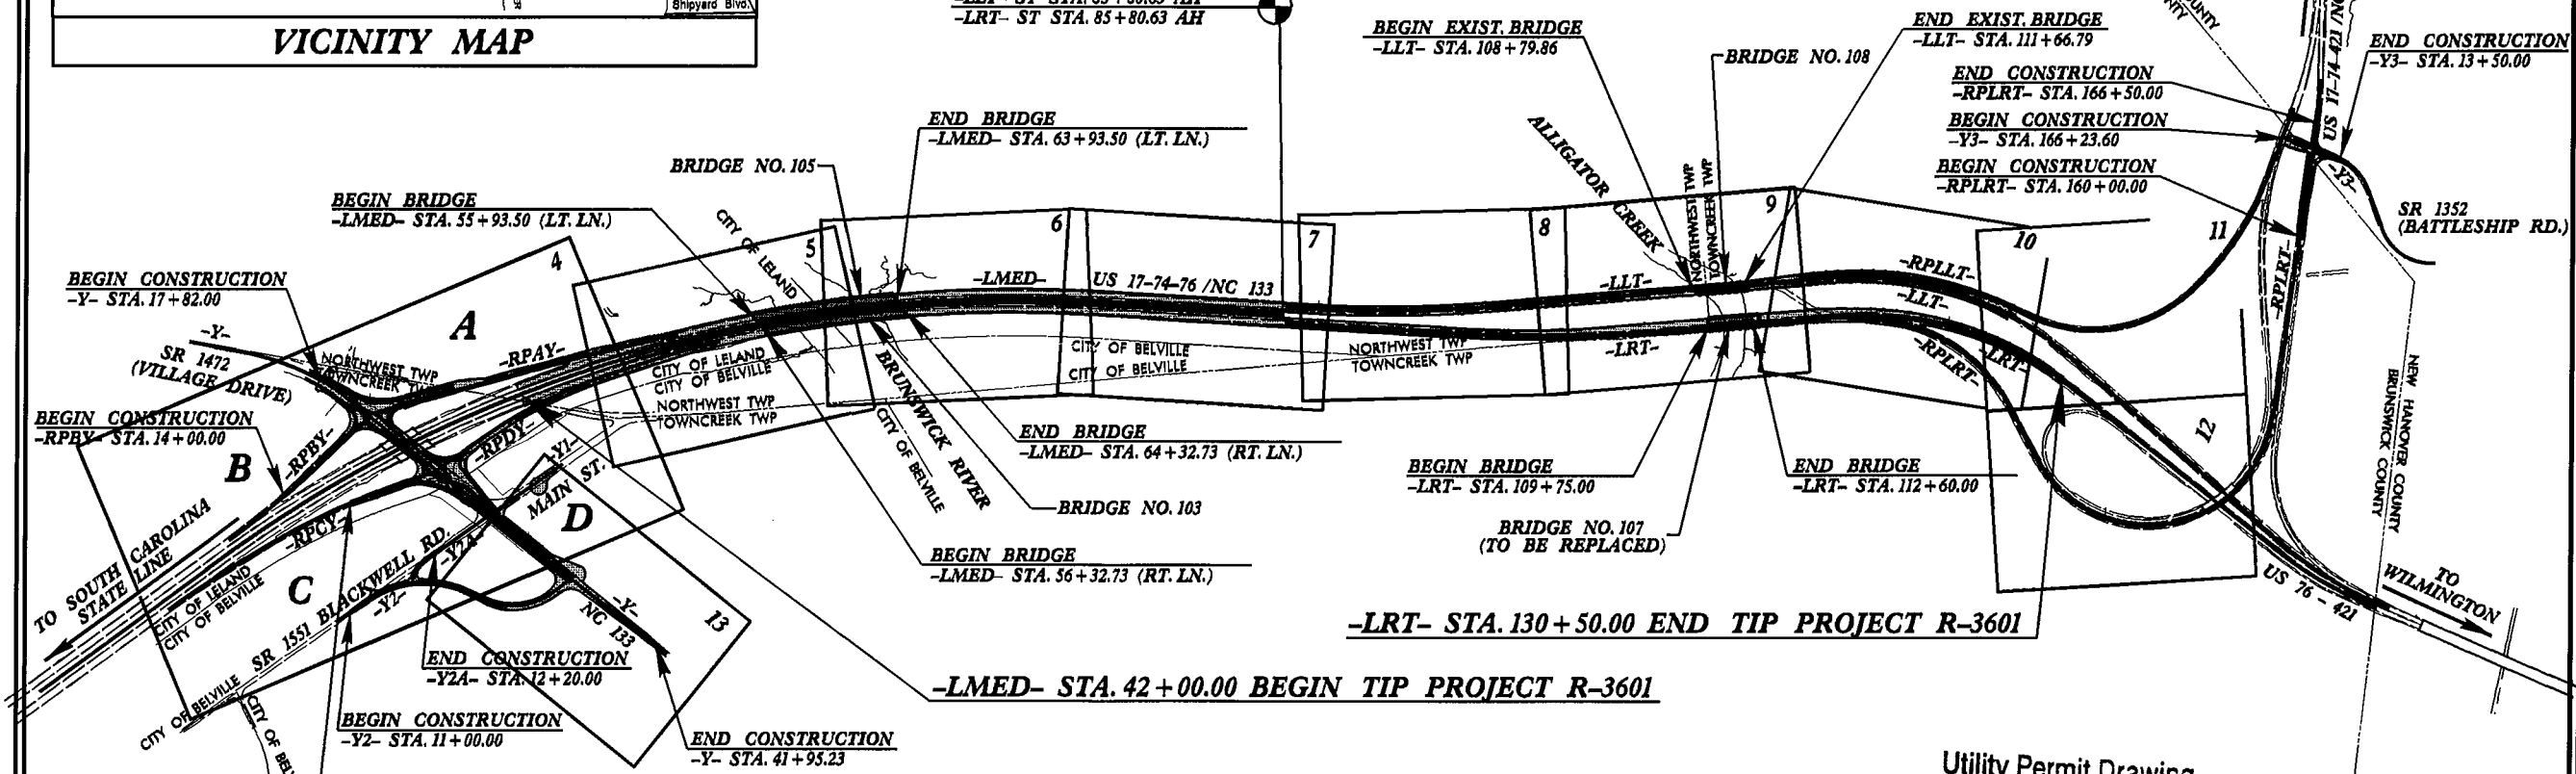 Shipyard Blvd.
VICINITY MAP
-LRT- ST STA. 85+80.63 AH
BEGIN EXIST. BRIDGE
-LLT- STA. 108+79.86
BRIDGE NO. 108
END EXIST. BRIDGE
-LLT- STA. 111+66.79
END CONSTRUCTION
-Y3- STA. 13+50.00
END CONSTRUCTION
-RPLRT- STA. 166+50.00
BEGIN CONSTRUCTION
-Y3- STA. 166+23.60
BEGIN CONSTRUCTION
-RPLRT- STA. 160+00.00
US 17-74-421 /NC
-Y3-
SR 1352
(BATTLESHIP RD.)
END BRIDGE
-LMED- STA. 63+93.50 (LT. LN.)
BRIDGE NO. 105
BEGIN BRIDGE
-LMED- STA. 55+93.50 (LT. LN.)
CITY OF LELAND
ALLIGATOR CREEK
NORTHWEST TWP
TOWNCREEK TWP
4
5
6
7
8
9
10
11
12
13
BEGIN CONSTRUCTION
-Y- STA. 17+82.00
-Y-
SR 1472
(VILLAGE DRIVE)
NORTHWEST TWP
TOWNCREEK TWP
A
-RPAY-
-LMED-
US 17-74-76 /NC 133
-LLT-
-RPLLT-
-LLT-
-LRT-
-RPLRT-
-LRT-
-RPLRT-
CITY OF LELAND
CITY OF BELVILLE
NORTHWEST TWP
TOWNCREEK TWP
CITY OF BELVILLE
CITY OF BELVILLE
NORTHWEST TWP
TOWNCREEK TWP
BEGIN CONSTRUCTION
-RPBY- STA. 14+00.00
B
-RPBY-
-RPDY-
-Y1-
MAIN ST.
D
BRUNSWICK RIVER
CITY OF BELVILLE
END BRIDGE
-LMED- STA. 64+32.73 (RT. LN.)
BRIDGE NO. 103
BEGIN BRIDGE
-LMED- STA. 56+32.73 (RT. LN.)
BEGIN BRIDGE
-LRT- STA. 109+75.00
END BRIDGE
-LRT- STA. 112+60.00
BRIDGE NO. 107
(TO BE REPLACED)
NEW HANOVER COUNTY
BRUNSWICK COUNTY
TO SOUTH CAROLINA
STATE LINE
-RPCY-
CITY OF LELAND
CITY OF BELVILLE
C
SR 1551 BLACKWELL RD.
-Y2A-
-Y2-
-Y-
NC 133
US 76 - 421
TO
WILMINGTON
-LRT- STA. 130+50.00 END TIP PROJECT R-3601
-LMED- STA. 42+00.00 BEGIN TIP PROJECT R-3601
END CONSTRUCTION
-Y2A- STA. 12+20.00
BEGIN CONSTRUCTION
-Y2- STA. 11+00.00
END CONSTRUCTION
-Y- STA. 41+95.23
CITY OF BELVILLE
Utility Permit Drawing